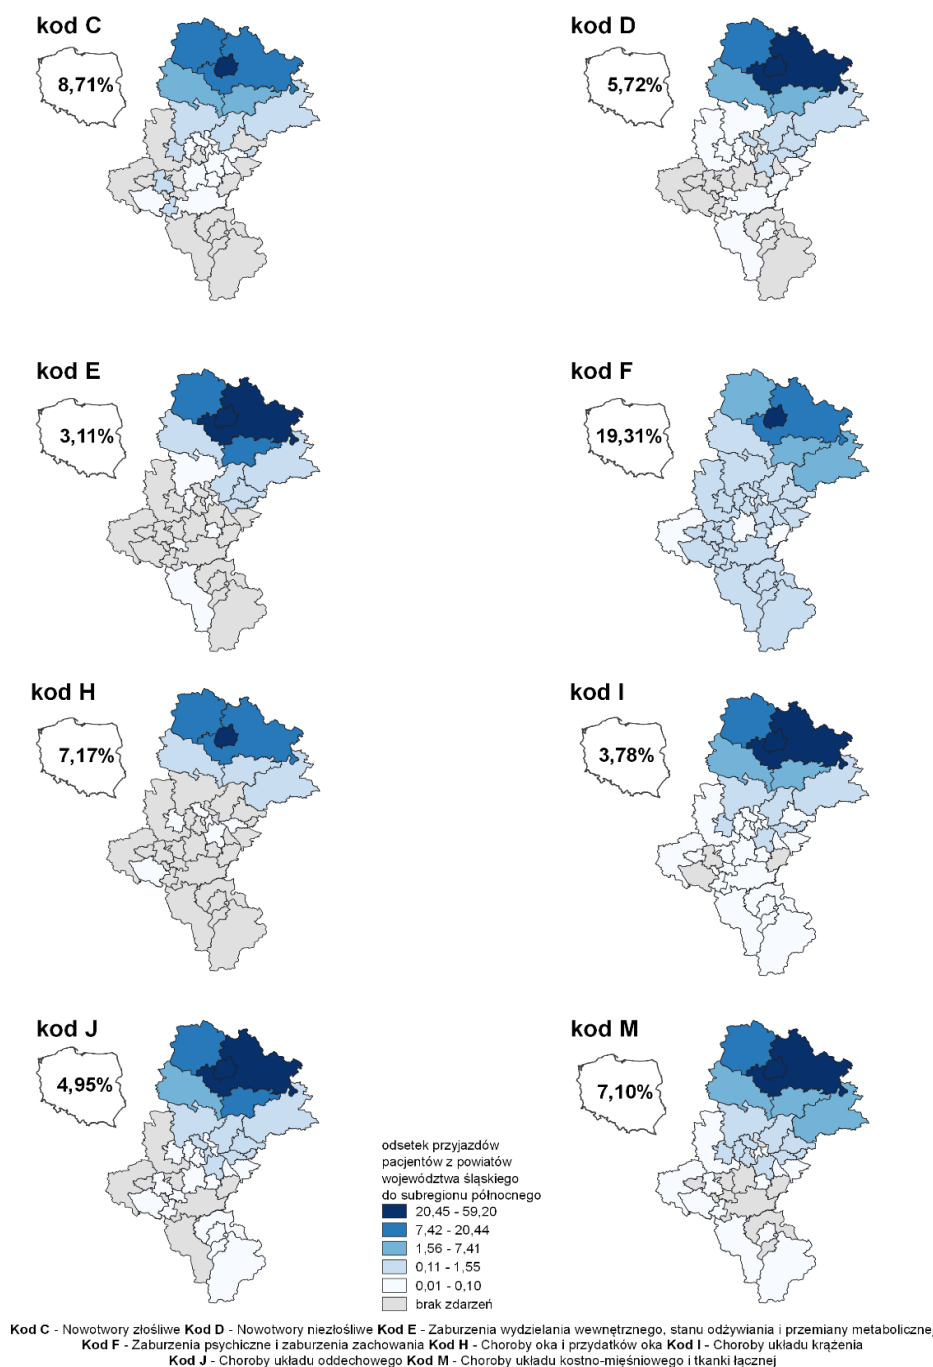 kod C
8,71%
kod D
5,72%
kod E
3,11%
kod F
19,31%
kod H
7,17%
kod I
3,78%
kod J
4,95%
kod M
7,10%
odsetek przyjazdów
pacjentów z powiatów
województwa śląskiego
do subregionu północnego
20,45 - 59,20
7,42 - 20,44
1,56 - 7,41
0,11 - 1,55
0,01 - 0,10
brak zdarzeń
Kod C - Nowotwory złośliwe Kod D - Nowotwory niezłośliwe Kod E - Zaburzenia wydzielania wewnętrznego, stanu odżywiania i przemiany metabolicznej
Kod F - Zaburzenia psychiczne i zaburzenia zachowania Kod H - Choroby oka i przydatków oka Kod I - Choroby układu krążenia
Kod J - Choroby układu oddechowego Kod M - Choroby układu kostno-mięśniowego i tkanki łącznej